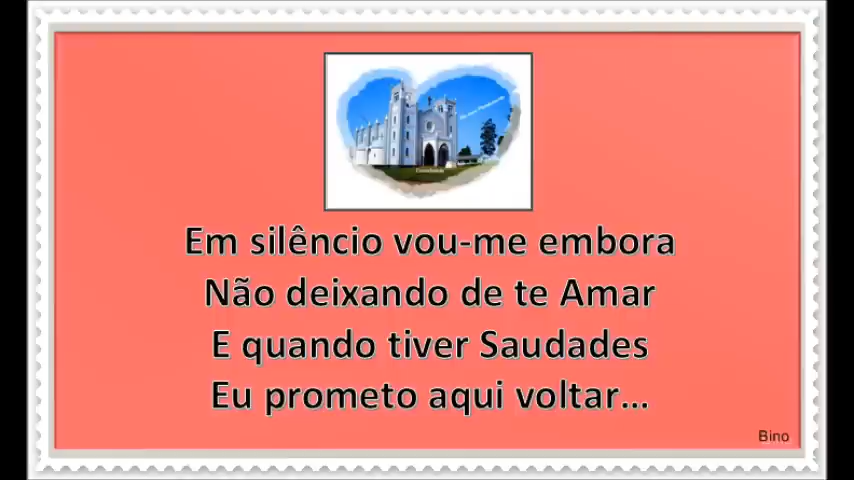 Em silêncio vou-me embora
Não deixando de te Amar
E quando tiver Saudades
Eu prometo aqui voltar...
Bino